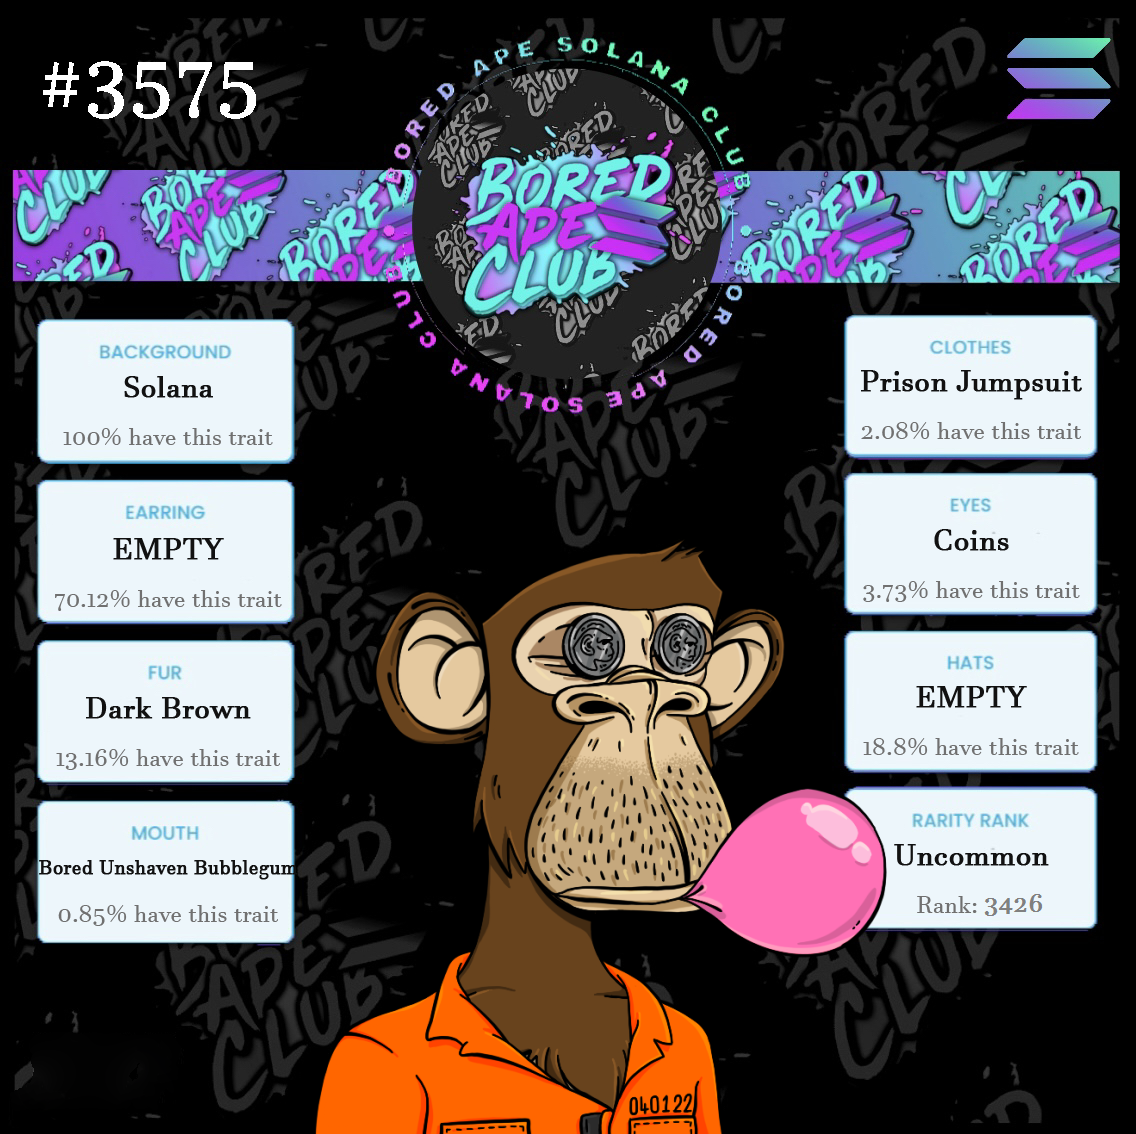 #3575
BORED APE SOLANA CLUB
BORED APE SOLANA CLUB
BORED
APE
CLUB
BACKGROUND
Solana
100% have this trait
EARRING
EMPTY
70.12% have this trait
FUR
Dark Brown
13.16% have this trait
MOUTH
Bored Unshaven Bubblegum
0.85% have this trait
CLOTHES
Prison Jumpsuit
2.08% have this trait
EYES
Coins
3.73% have this trait
HATS
EMPTY
18.8% have this trait
RARITY RANK
Uncommon
Rank: 3426
040122